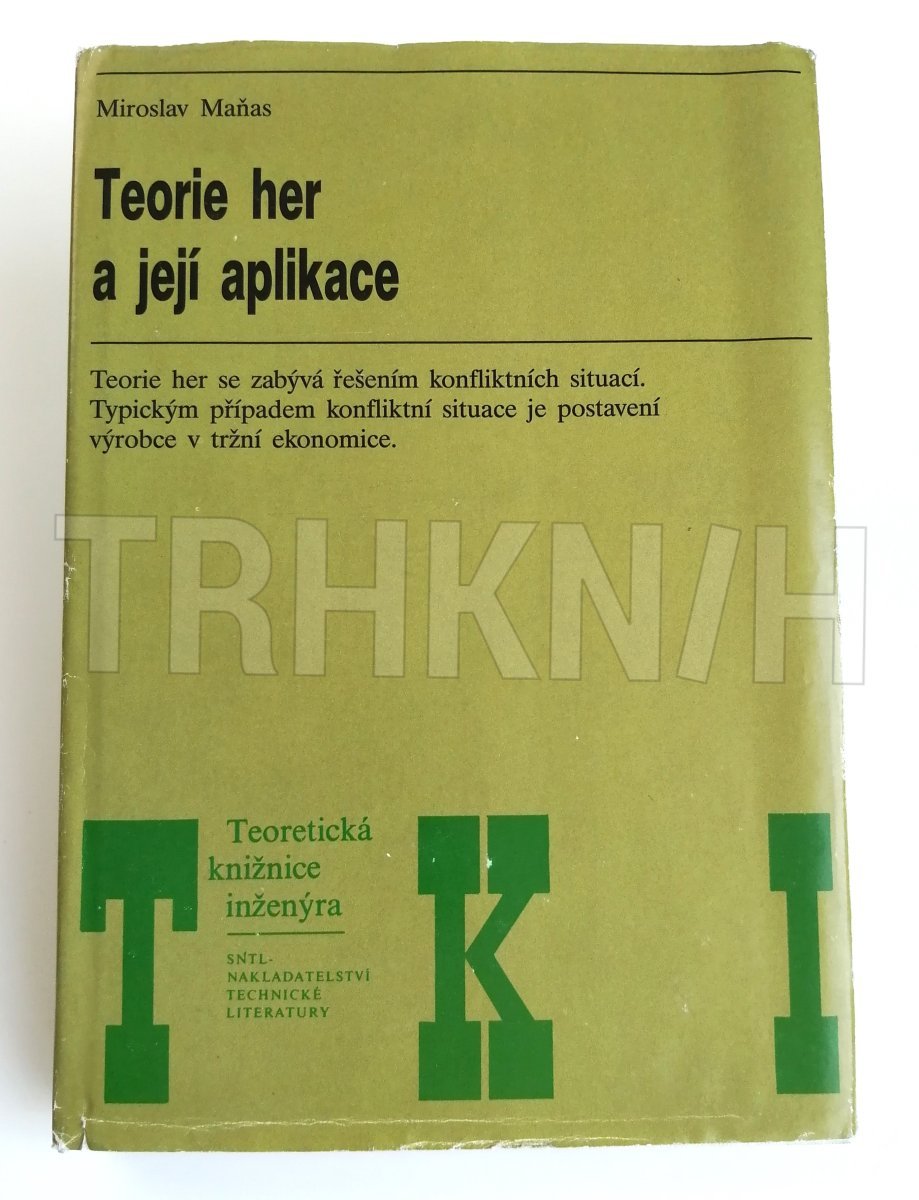 Miroslav Maňas
Teorie her
a její aplikace
Teorie her se zabývá řešením konfliktních situací.
Typickým případem konfliktní situace je postavení
výrobce v tržní ekonomice.
TRHKNIH
T K I
Teoretická
knižnice
inženýra
SNTL-
NAKLADATELSTVÍ
TECHNICKÉ
LITERATURY